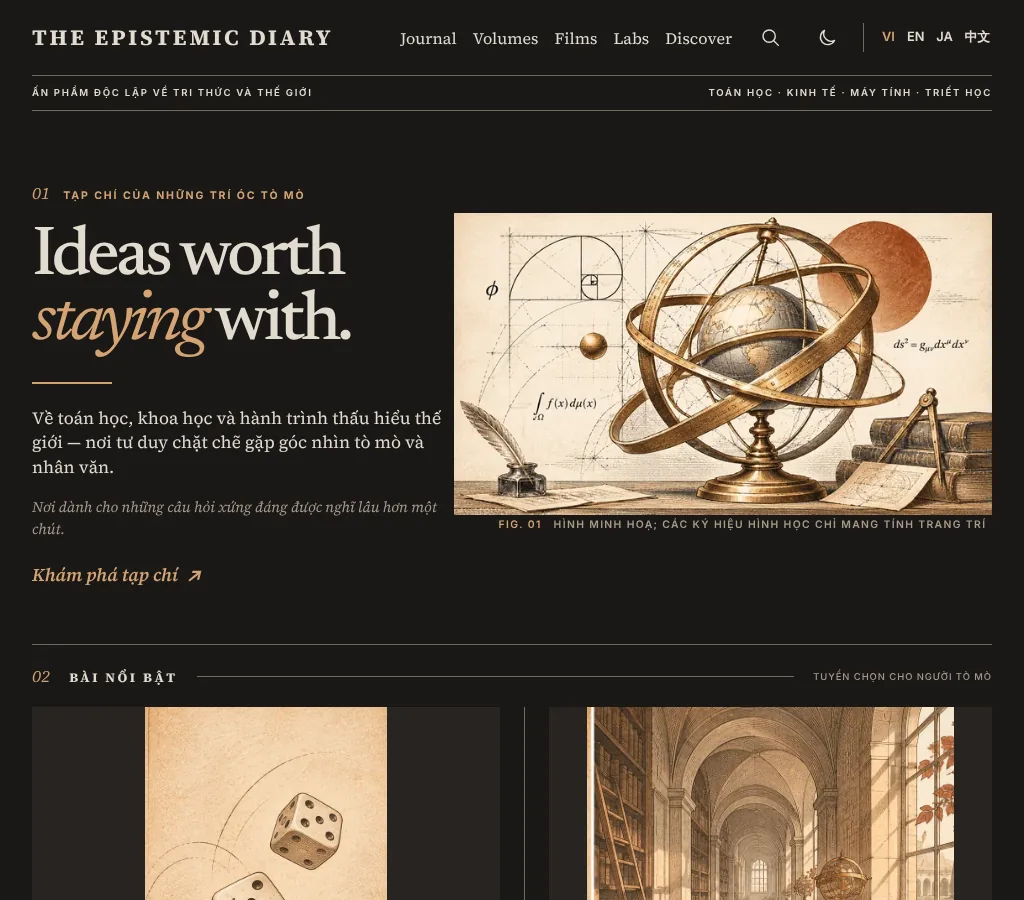 THE EPISTEMIC DIARY
Journal Volumes Films Labs Discover
VI EN JA 中文
ẤN PHẨM ĐỘC LẬP VỀ TRI THỨC VÀ THẾ GIỚI
TOÁN HỌC · KINH TẾ · MÁY TÍNH · TRIẾT HỌC
01 TẠP CHÍ CỦA NHỮNG TRÍ ÓC TÒ MÒ
Ideas worth
staying with.
Về toán học, khoa học và hành trình thấu hiểu thế
giới — nơi tư duy chặt chẽ gặp góc nhìn tò mò và
nhân văn.
Nơi dành cho những câu hỏi xứng đáng được nghĩ lâu hơn một
chút.
Khám phá tạp chí ↗
ϕ
ds² = gμν dxμ dxν
∫Ω f(x) dμ(x)
FIG. 01 HÌNH MINH HOẠ; CÁC KÝ HIỆU HÌNH HỌC CHỈ MANG TÍNH TRANG TRÍ
02 BÀI NỔI BẬT
TUYỂN CHỌN CHO NGƯỜI TÒ MÒ